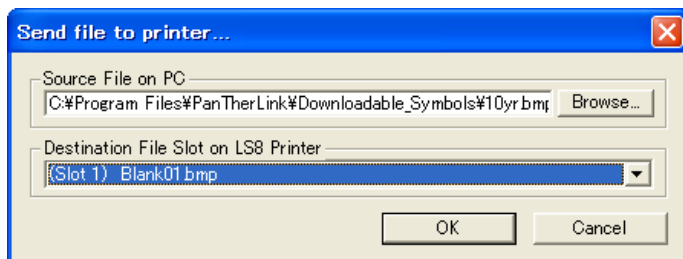 Send file to printer...
Source File on PC
C:¥Program Files¥PanTherLink¥Downloadable_Symbols¥10yr.bmp
Browse...
Destination File Slot on LS8 Printer
(Slot 1) Blank01.bmp
OK
Cancel